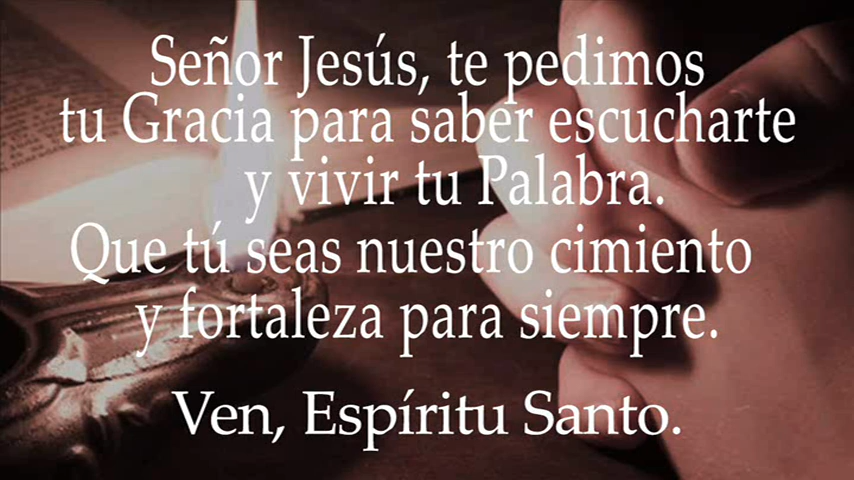 Señor Jesús, te pedimos
tu Gracia para saber escucharte
y vivir tu Palabra.
Que tú seas nuestro cimiento
y fortaleza para siempre.
Ven, Espíritu Santo.